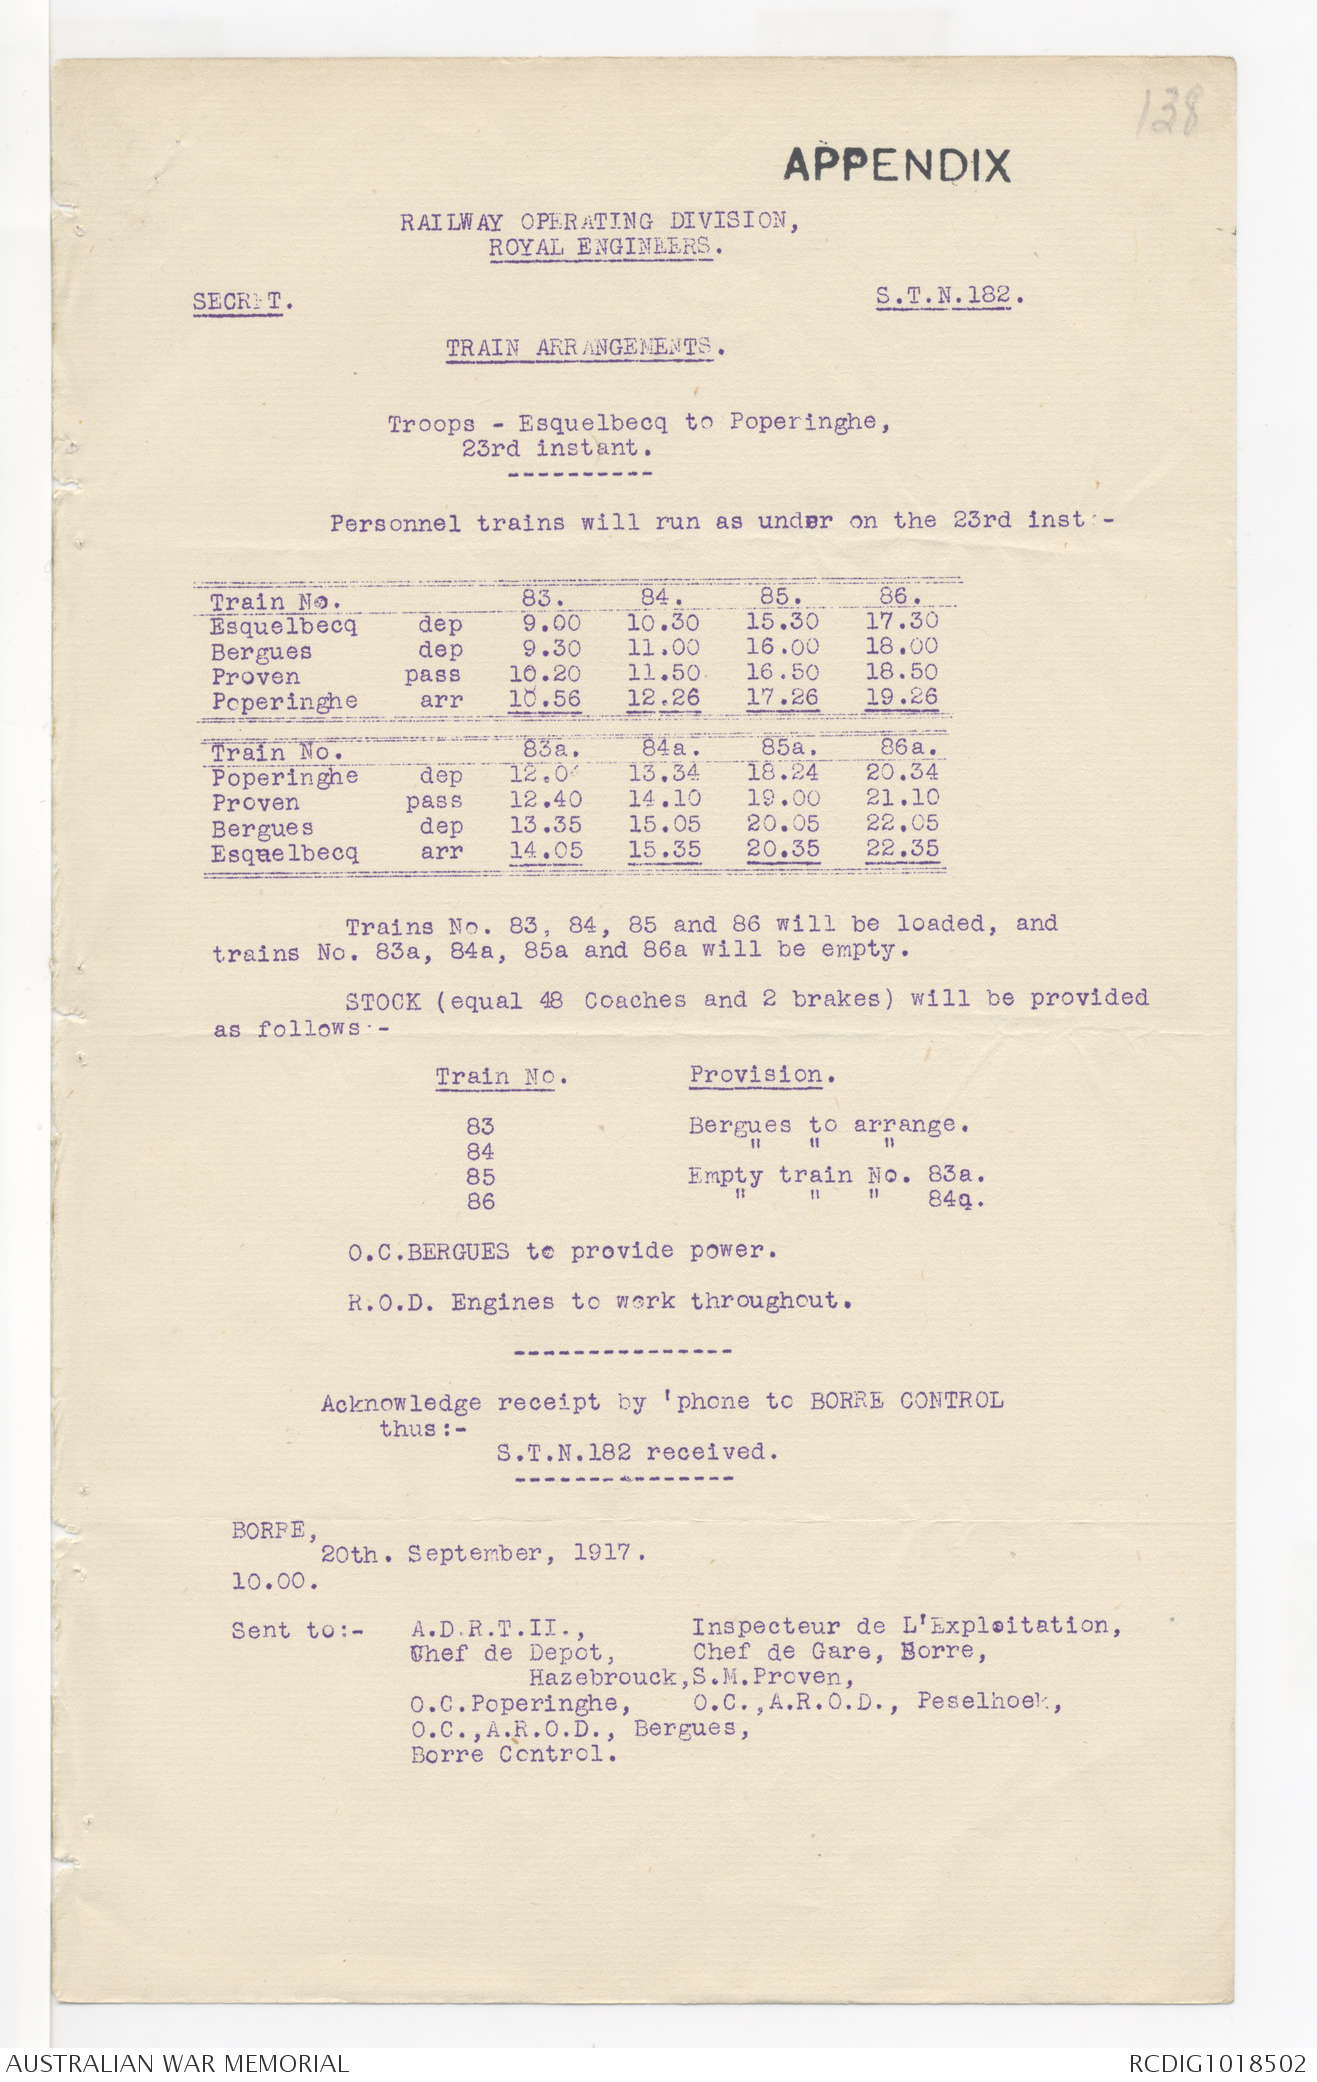 138
APPENDIX
RAILWAY OPERATING DIVISION,
ROYAL ENGINEERS.
SECRET. S.T.N.182.
TRAIN ARRANGEMENTS.
Troops - Esquelbecq to Poperinghe,
23rd instant.
----------
Personnel trains will run as under on the 23rd inst:-
Train No. 83. 84. 85. 86.
Esquelbecq dep 9.00 10.30 15.30 17.30
Bergues dep 9.30 11.00 16.00 18.00
Proven pass 10.20 11.50 16.50 18.50
Poperinghe arr 10.56 12.26 17.26 19.26
Train No. 83a. 84a. 85a. 86a.
Poperinghe dep 13.34 18.24 20.34
Proven pass 12.40 14.10 19.00 21.10
Bergues dep 13.35 15.05 20.05 22.05
Esquelbecq arr 14.05 15.35 20.35 22.35
Trains No. 83, 84, 85 and 86 will be loaded, and
trains No. 83a, 84a, 85a and 86a will be empty.
STOCK (equal 48 Coaches and 2 brakes) will be provided
as follows:-
Train No. Provision.
83 Bergues to arrange.
84 " " "
85 Empty train No. 83a.
86 " " " 84a.
O.C.BERGUES to provide power.
R.O.D. Engines to work throughout.
---------------
Acknowledge receipt by 'phone to BORRE CONTROL
thus:-
S.T.N.182 received.
---------------
BORRE,
20th. September, 1917.
10.00.
Sent to:- A.D.R.T.II., Inspecteur de L'Exploitation,
Chef de Depot, Chef de Gare, Borre,
Hazebrouck, S.M.Proven,
O.C.Poperinghe, O.C.,A.R.O.D., Peselhoek,
O.C.,A.R.O.D., Bergues,
Borre Control.
AUSTRALIAN WAR MEMORIAL RCDIG1018502